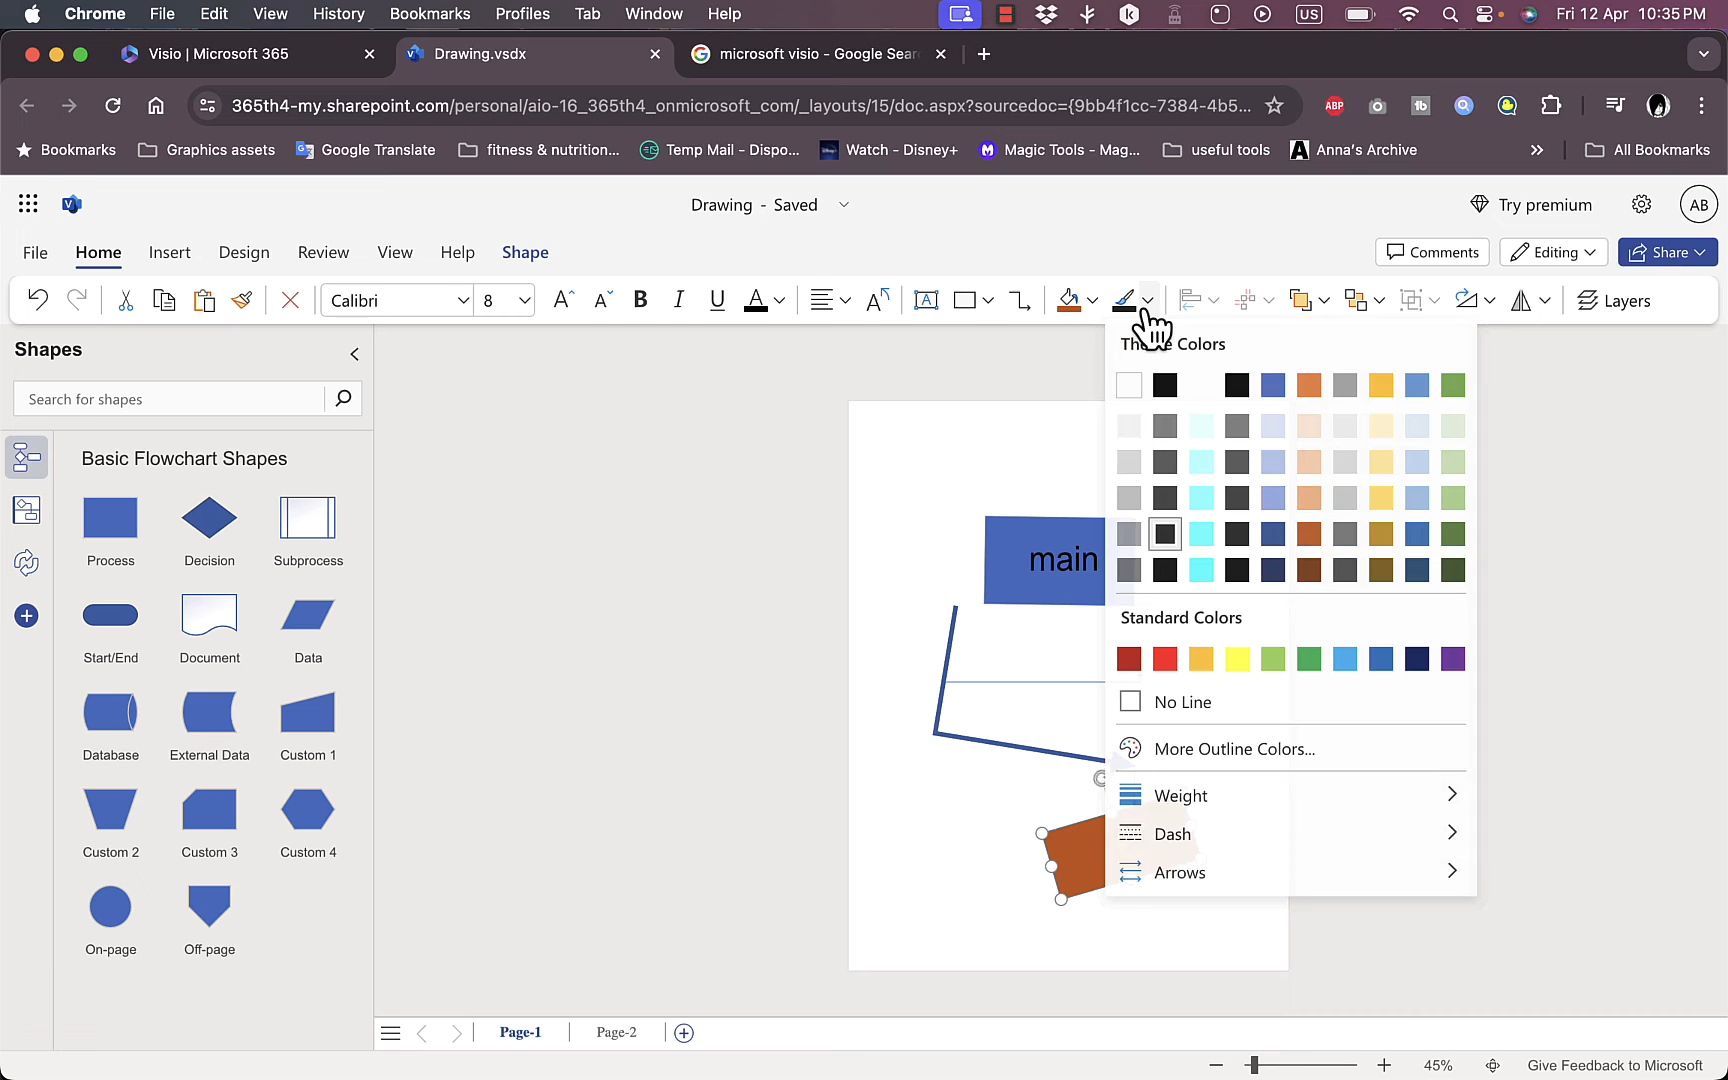 Chrome File Edit View History Bookmarks Profiles Tab Window Help US Fri 12 Apr 10:35 PM
Visio | Microsoft 365
Drawing.vsdx
microsoft visio - Google Sear
365th4-my.sharepoint.com/personal/aio-16_365th4_onmicrosoft_com/_layouts/15/doc.aspx?sourcedoc={9bb4f1cc-7384-4b5...
ABP
tb
Bookmarks
Graphics assets
Google Translate
fitness & nutrition...
Temp Mail - Dispo...
Watch - Disney+
Magic Tools - Mag...
useful tools
Anna's Archive
All Bookmarks
Drawing - Saved
Try premium
AB
File Home Insert Design Review View Help Shape
Comments
Editing
Share
Calibri
8
Layers
Shapes
Search for shapes
Basic Flowchart Shapes
Process
Decision
Subprocess
Start/End
Document
Data
Database
External Data
Custom 1
Custom 2
Custom 3
Custom 4
On-page
Off-page
main
Colors
Standard Colors
No Line
More Outline Colors...
Weight
Dash
Arrows
Page-1
Page-2
45%
Give Feedback to Microsoft